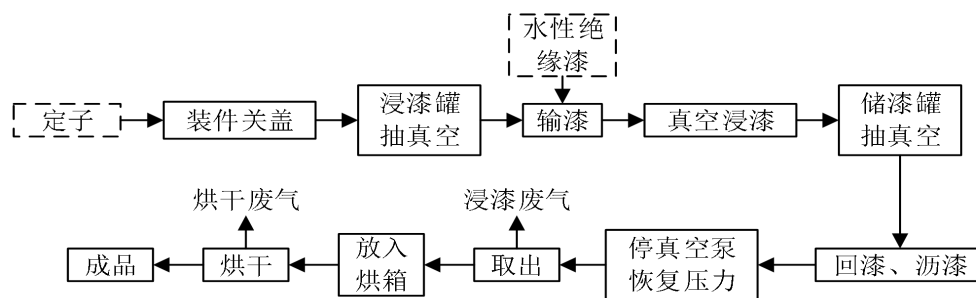 水性绝
缘漆
定子
装件关盖
浸漆罐
抽真空
输漆
真空浸漆
储漆罐
抽真空
烘干废气
浸漆废气
成品
烘干
放入
烘箱
取出
停真空泵
恢复压力
回漆、沥漆